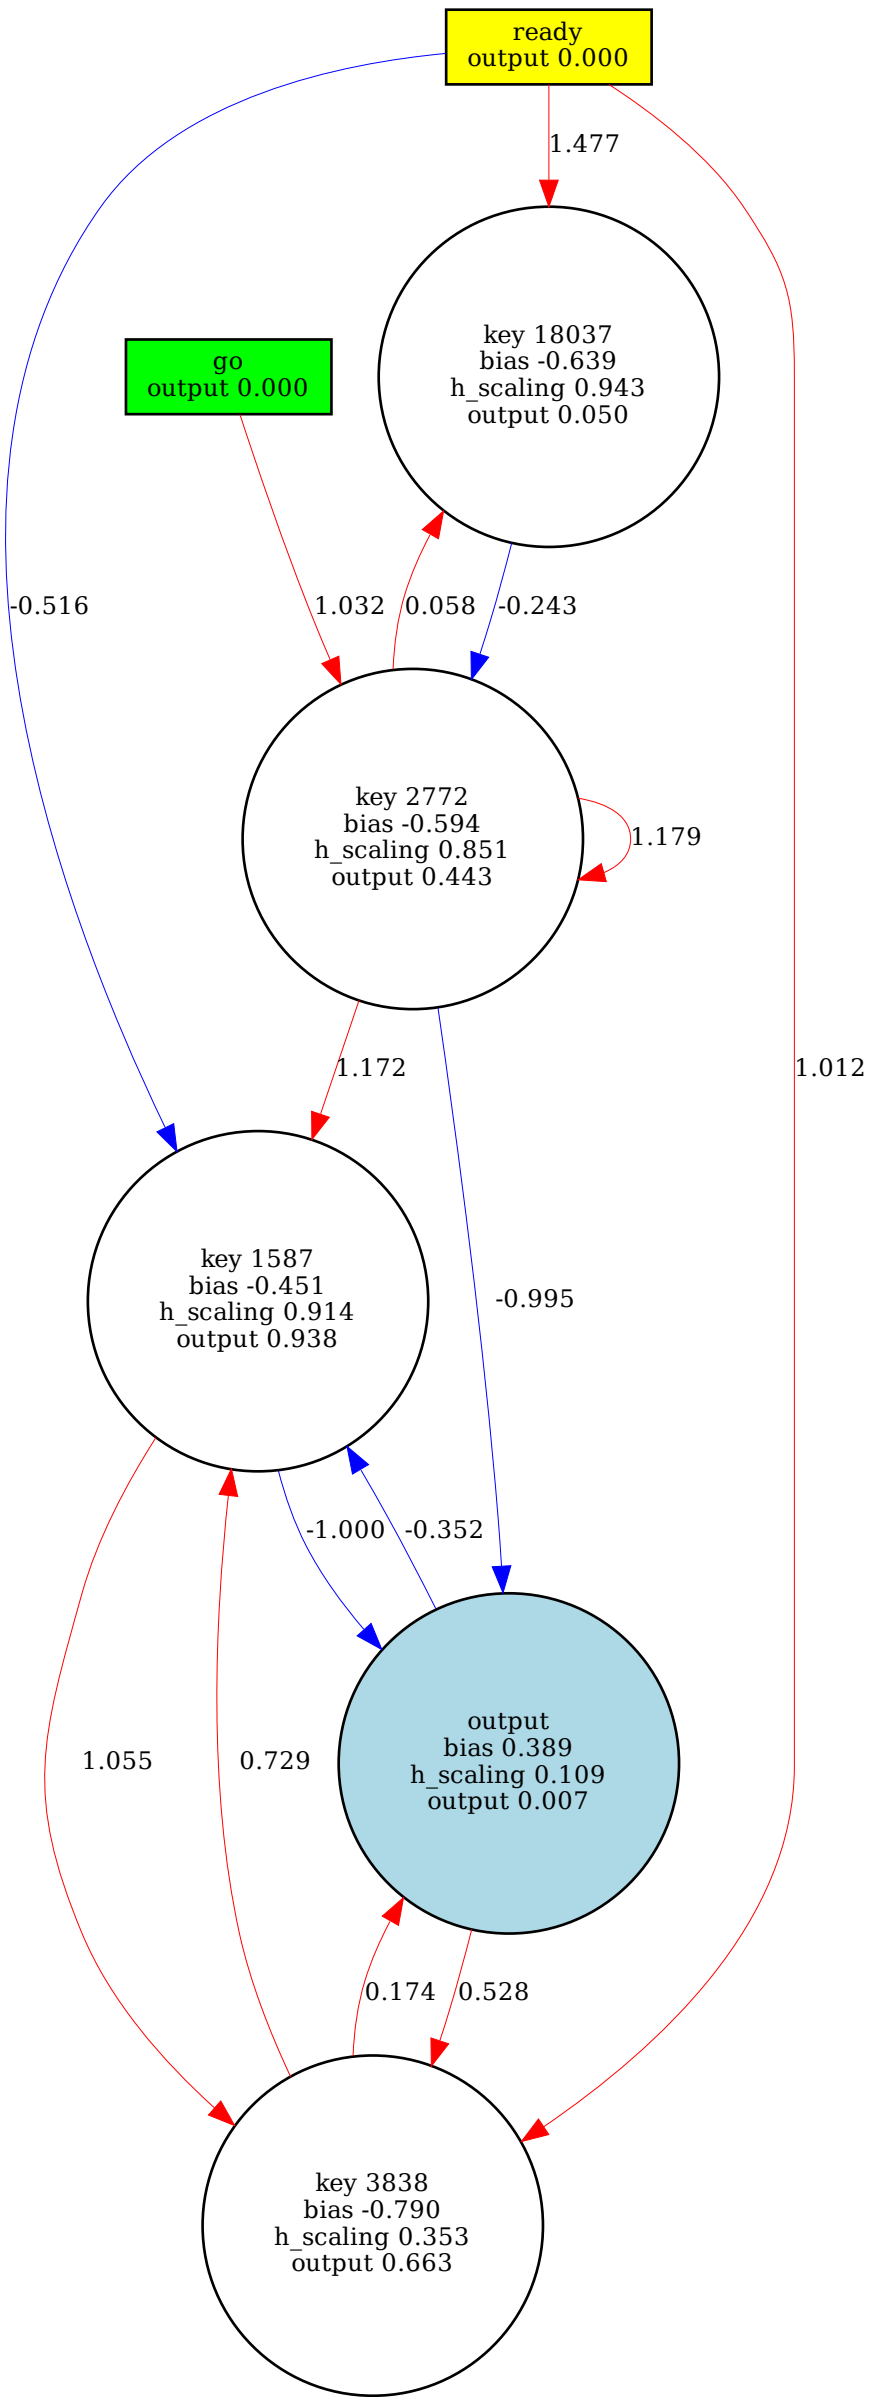 ready
output 0.000
1.477
key 18037
bias -0.639
h_scaling 0.943
output 0.050
go
output 0.000
-0.516
1.032
0.058
-0.243
key 2772
bias -0.594
h_scaling 0.851
output 0.443
1.179
1.172
1.012
key 1587
bias -0.451
h_scaling 0.914
output 0.938
-0.995
-1.000
-0.352
output
bias 0.389
h_scaling 0.109
output 0.007
1.055
0.729
0.174
0.528
key 3838
bias -0.790
h_scaling 0.353
output 0.663